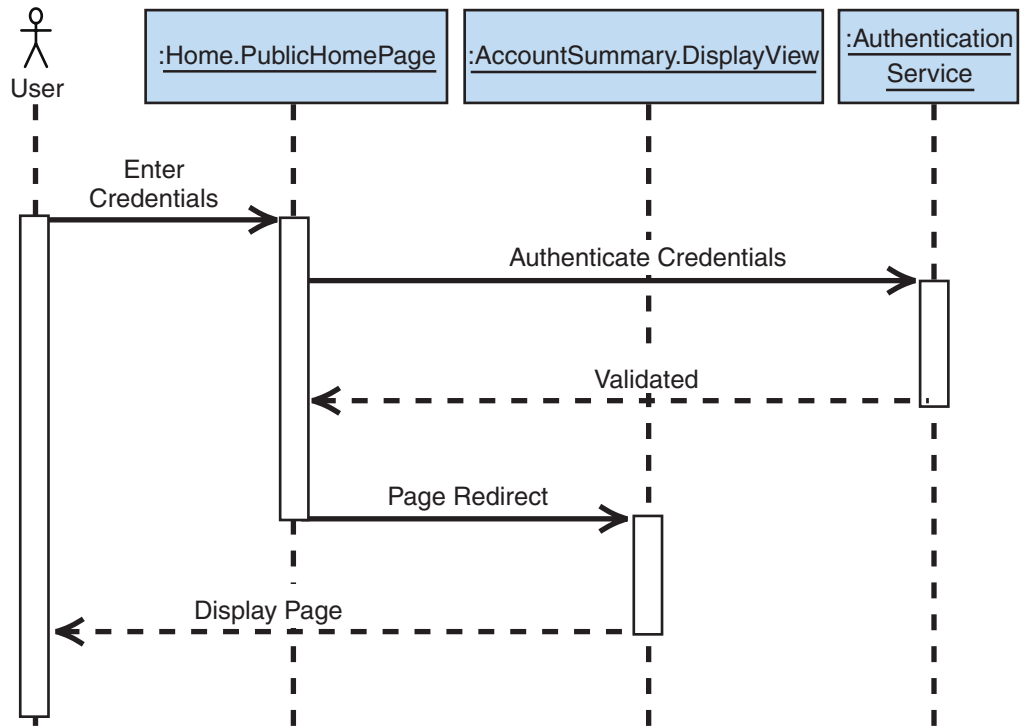 User
:Home.PublicHomePage
:AccountSummary.DisplayView
:Authentication
Service
Enter
Credentials
Authenticate Credentials
Validated
Page Redirect
Display Page